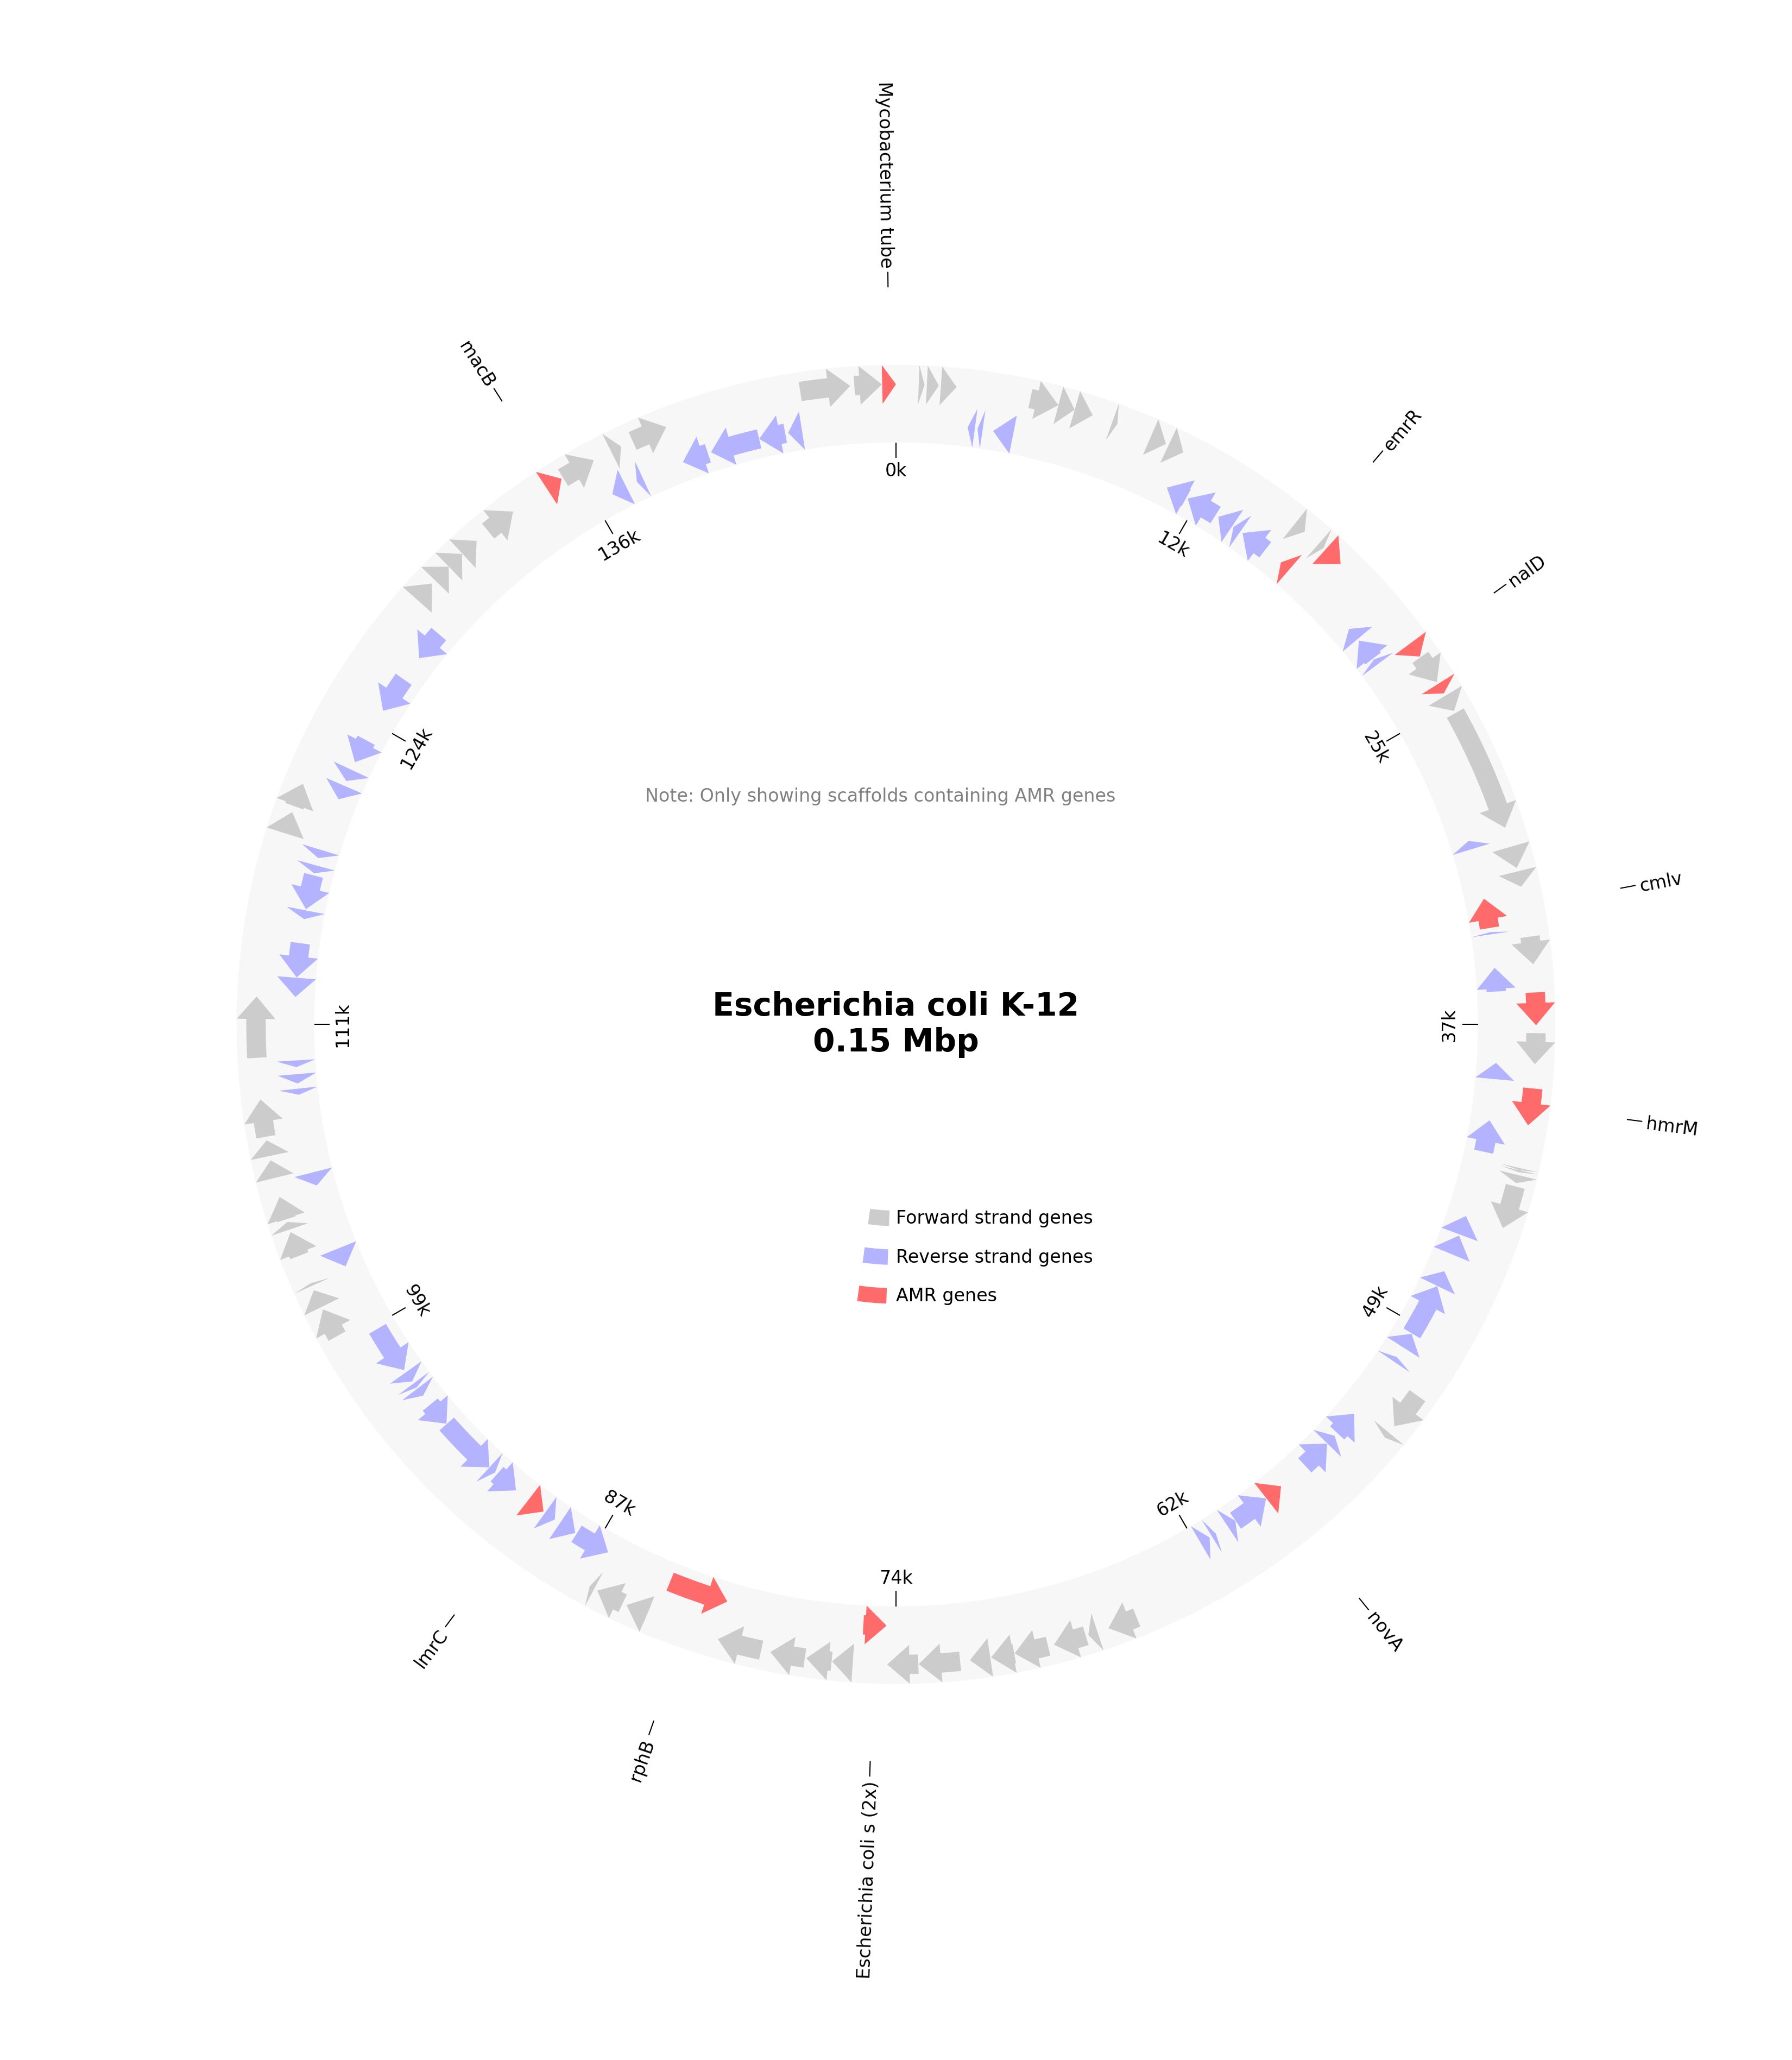 Mycobacterium tube
macB
emrR
nalD
0k
136k
12k
124k
25k
Note: Only showing scaffolds containing AMR genes
cmlv
Escherichia coli K-12
0.15 Mbp
111k
37k
hmrM
Forward strand genes
Reverse strand genes
AMR genes
99k
49k
87k
62k
74k
lmrC
novA
rphB
Escherichia coli s (2x)